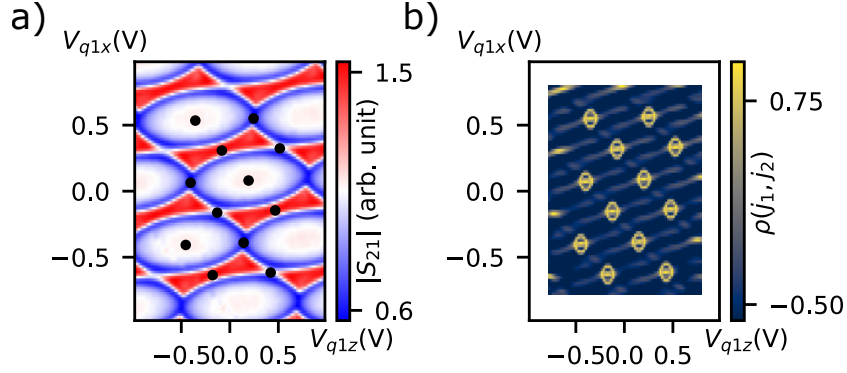 a)
V_{q1x}(V)
0.5
0.0
−0.5
−0.50.0 0.5
V_{q1z}(V)
1.5
0.6
|S_{21}| (arb. unit)
b)
V_{q1x}(V)
0.5
0.0
−0.5
−0.50.0 0.5
V_{q1z}(V)
0.75
−0.50
ρ(j_1, j_2)